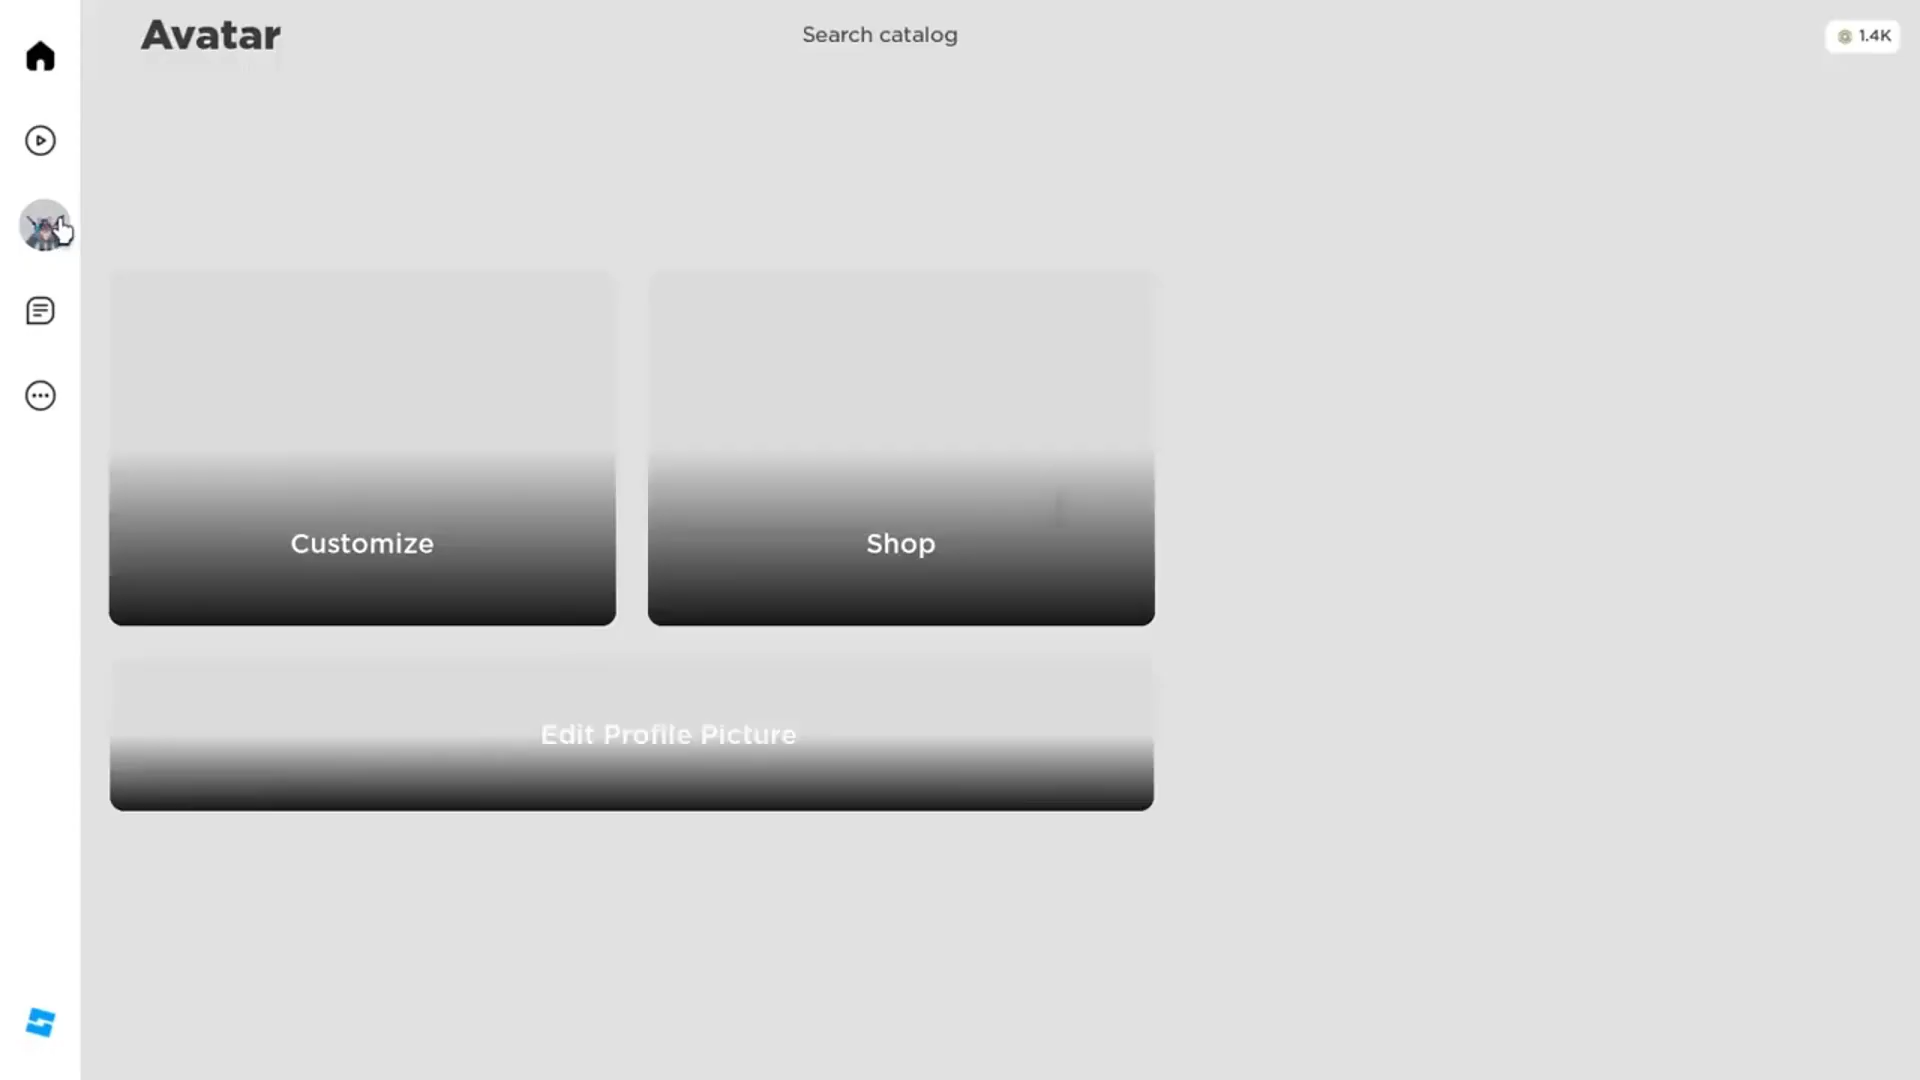 Avatar
Search catalog
1.4K
Customize
Shop
Edit Profile Picture